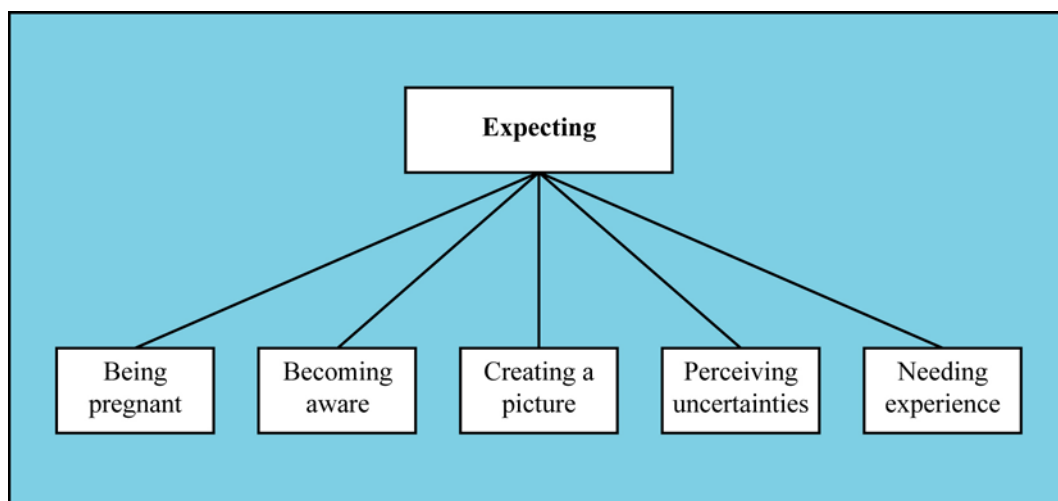 Expecting
Being
pregnant
Becoming
aware
Creating a
picture
Perceiving
uncertainties
Needing
experience